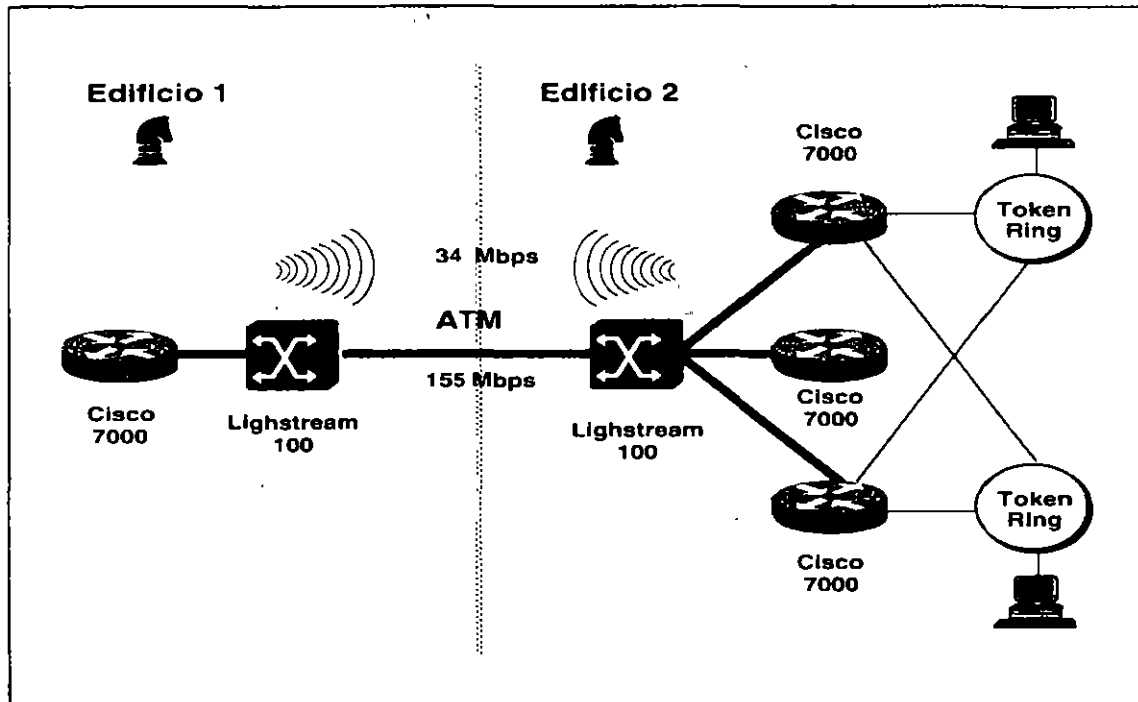 Edificio 1
Edificio 2
Cisco
7000
Token
Ring
34 Mbps
ATM
155 Mbps
Cisco
7000
Lighstream
100
Lighstream
100
Cisco
7000
Cisco
7000
Token
Ring